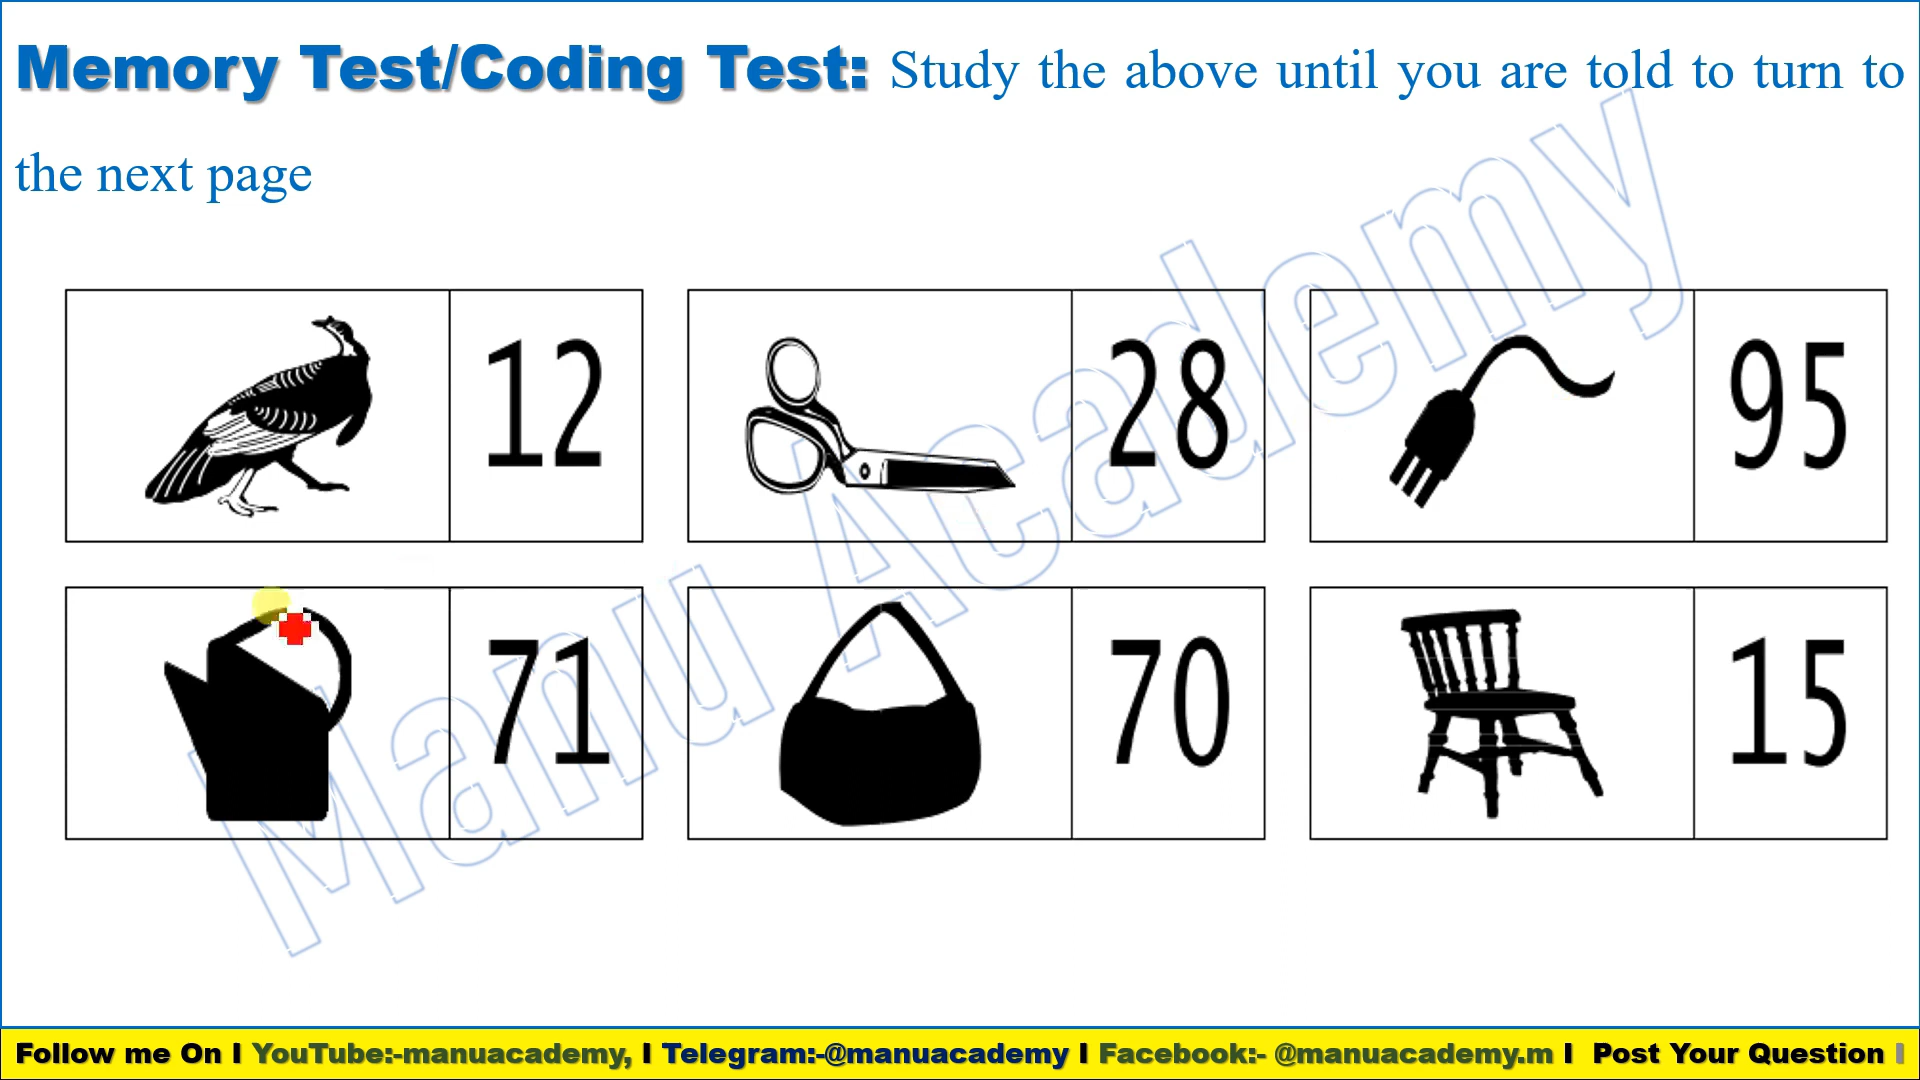 Memory Test/Coding Test: Study the above until you are told to turn to
the next page
12
28
95
71
70
15
Manu Academy
Follow me On I YouTube:-manuacademy, I Telegram:-@manuacademy I Facebook:- @manuacademy.m I Post Your Question I